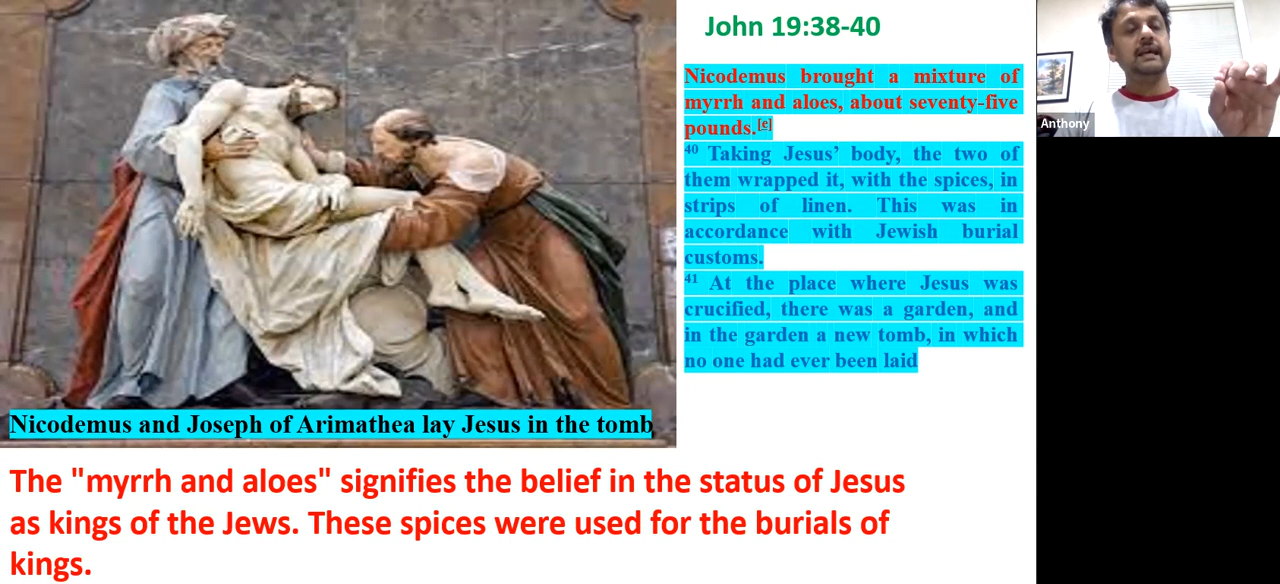 John 19:38-40
Nicodemus brought a mixture of
myrrh and aloes, about seventy-five
pounds.[e]
40 Taking Jesus’ body, the two of
them wrapped it, with the spices, in
strips of linen. This was in
accordance with Jewish burial
customs.
41 At the place where Jesus was
crucified, there was a garden, and
in the garden a new tomb, in which
no one had ever been laid
Anthony
Nicodemus and Joseph of Arimathea lay Jesus in the tomb
The "myrrh and aloes" signifies the belief in the status of Jesus
as kings of the Jews. These spices were used for the burials of
kings.